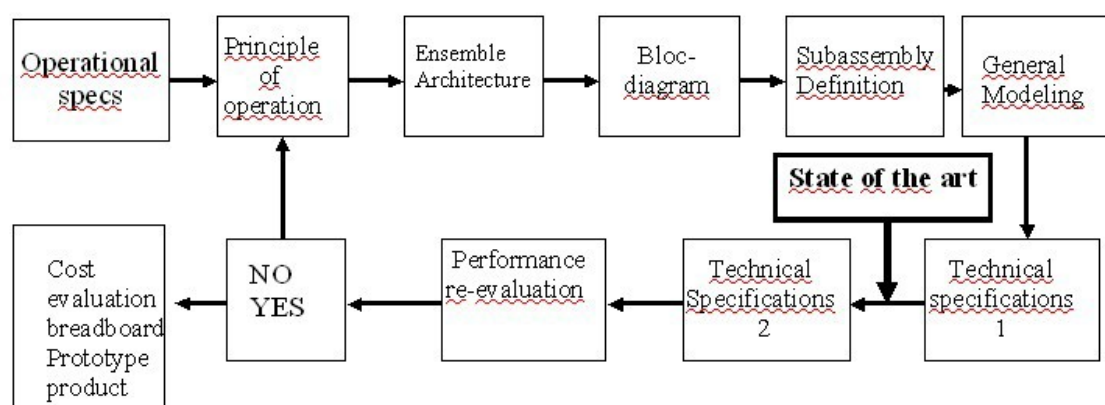 Operational
specs
Principle
of
operation
Ensemble
Architecture
Bloc-
diagram
Subassembly
Definition
General
Modeling
State of the art
Cost
evaluation
breadboard
Prototype
product
NO
YES
Performance
re-evaluation
Technical
Specifications
2
Technical
specifications
1